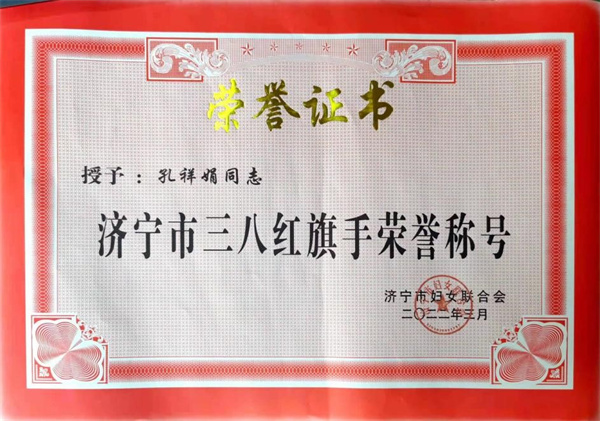 荣誉证书
授予：孔祥娟同志
济宁市三八红旗手荣誉称号
济宁市妇女联合会
二〇二二年三月